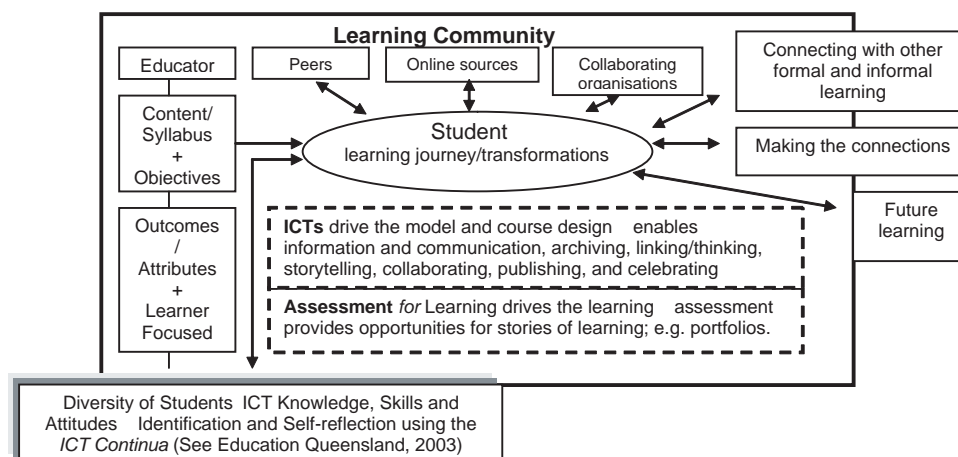 Learning Community
Educator
Peers
Online sources
Collaborating
organisations
Connecting with other
formal and informal
learning
Content/
Syllabus
+
Objectives
Student
learning journey/transformations
Making the connections
Future
learning
Outcomes
/
Attributes
+
Learner
Focused
ICTs drive the model and course design enables
information and communication, archiving, linking/thinking,
storytelling, collaborating, publishing, and celebrating
Assessment for Learning drives the learning assessment
provides opportunities for stories of learning; e.g. portfolios.
Diversity of Students ICT Knowledge, Skills and
Attitudes Identification and Self-reflection using the
ICT Continua (See Education Queensland, 2003)